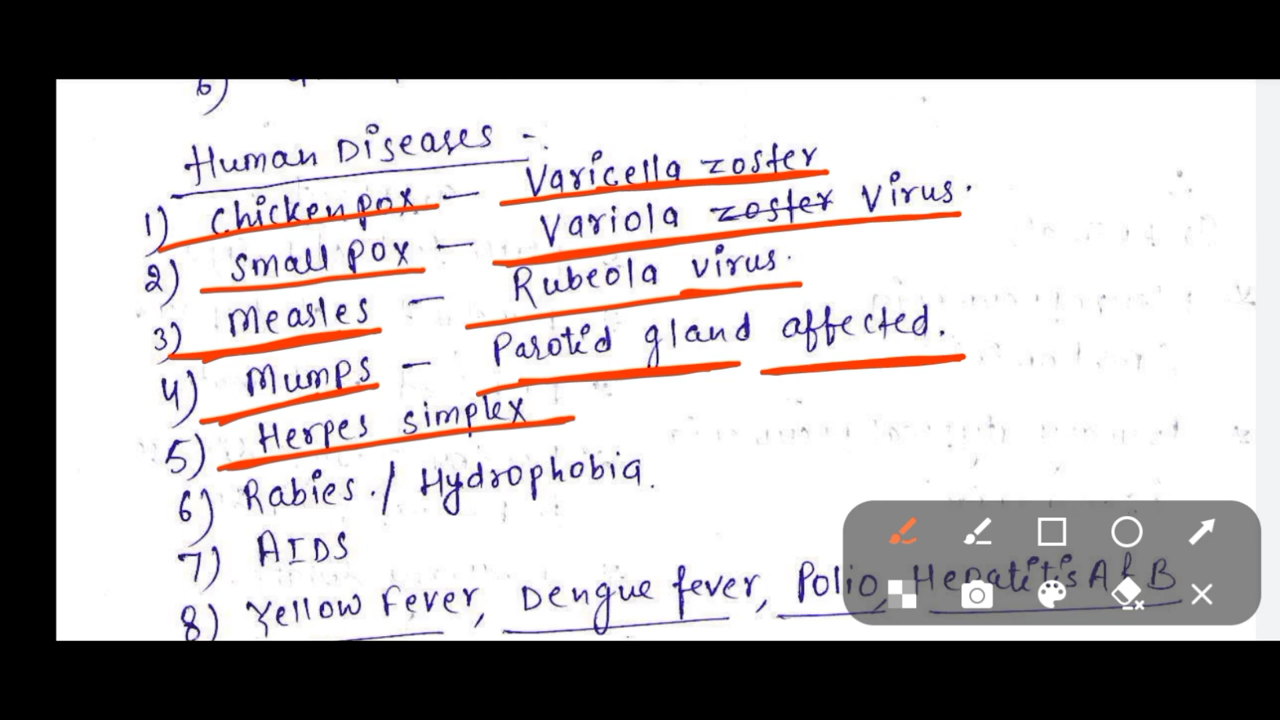 6)
Human Diseases -
1) Chickenpox — Varicella zoster
2) Small pox — Variola zoster Virus.
3) Measles — Rubeola virus.
4) Mumps — Parotid gland affected.
5) Herpes simplex
6) Rabies. / Hydrophobia.
7) AIDS
8) Yellow Fever, Dengue fever, Polio, Hepatitis A & B